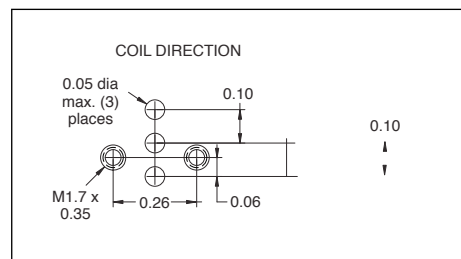 COIL DIRECTION
0.05 dia
max. (3)
places
0.10
0.10
M1.7 x
0.35
0.26
0.06